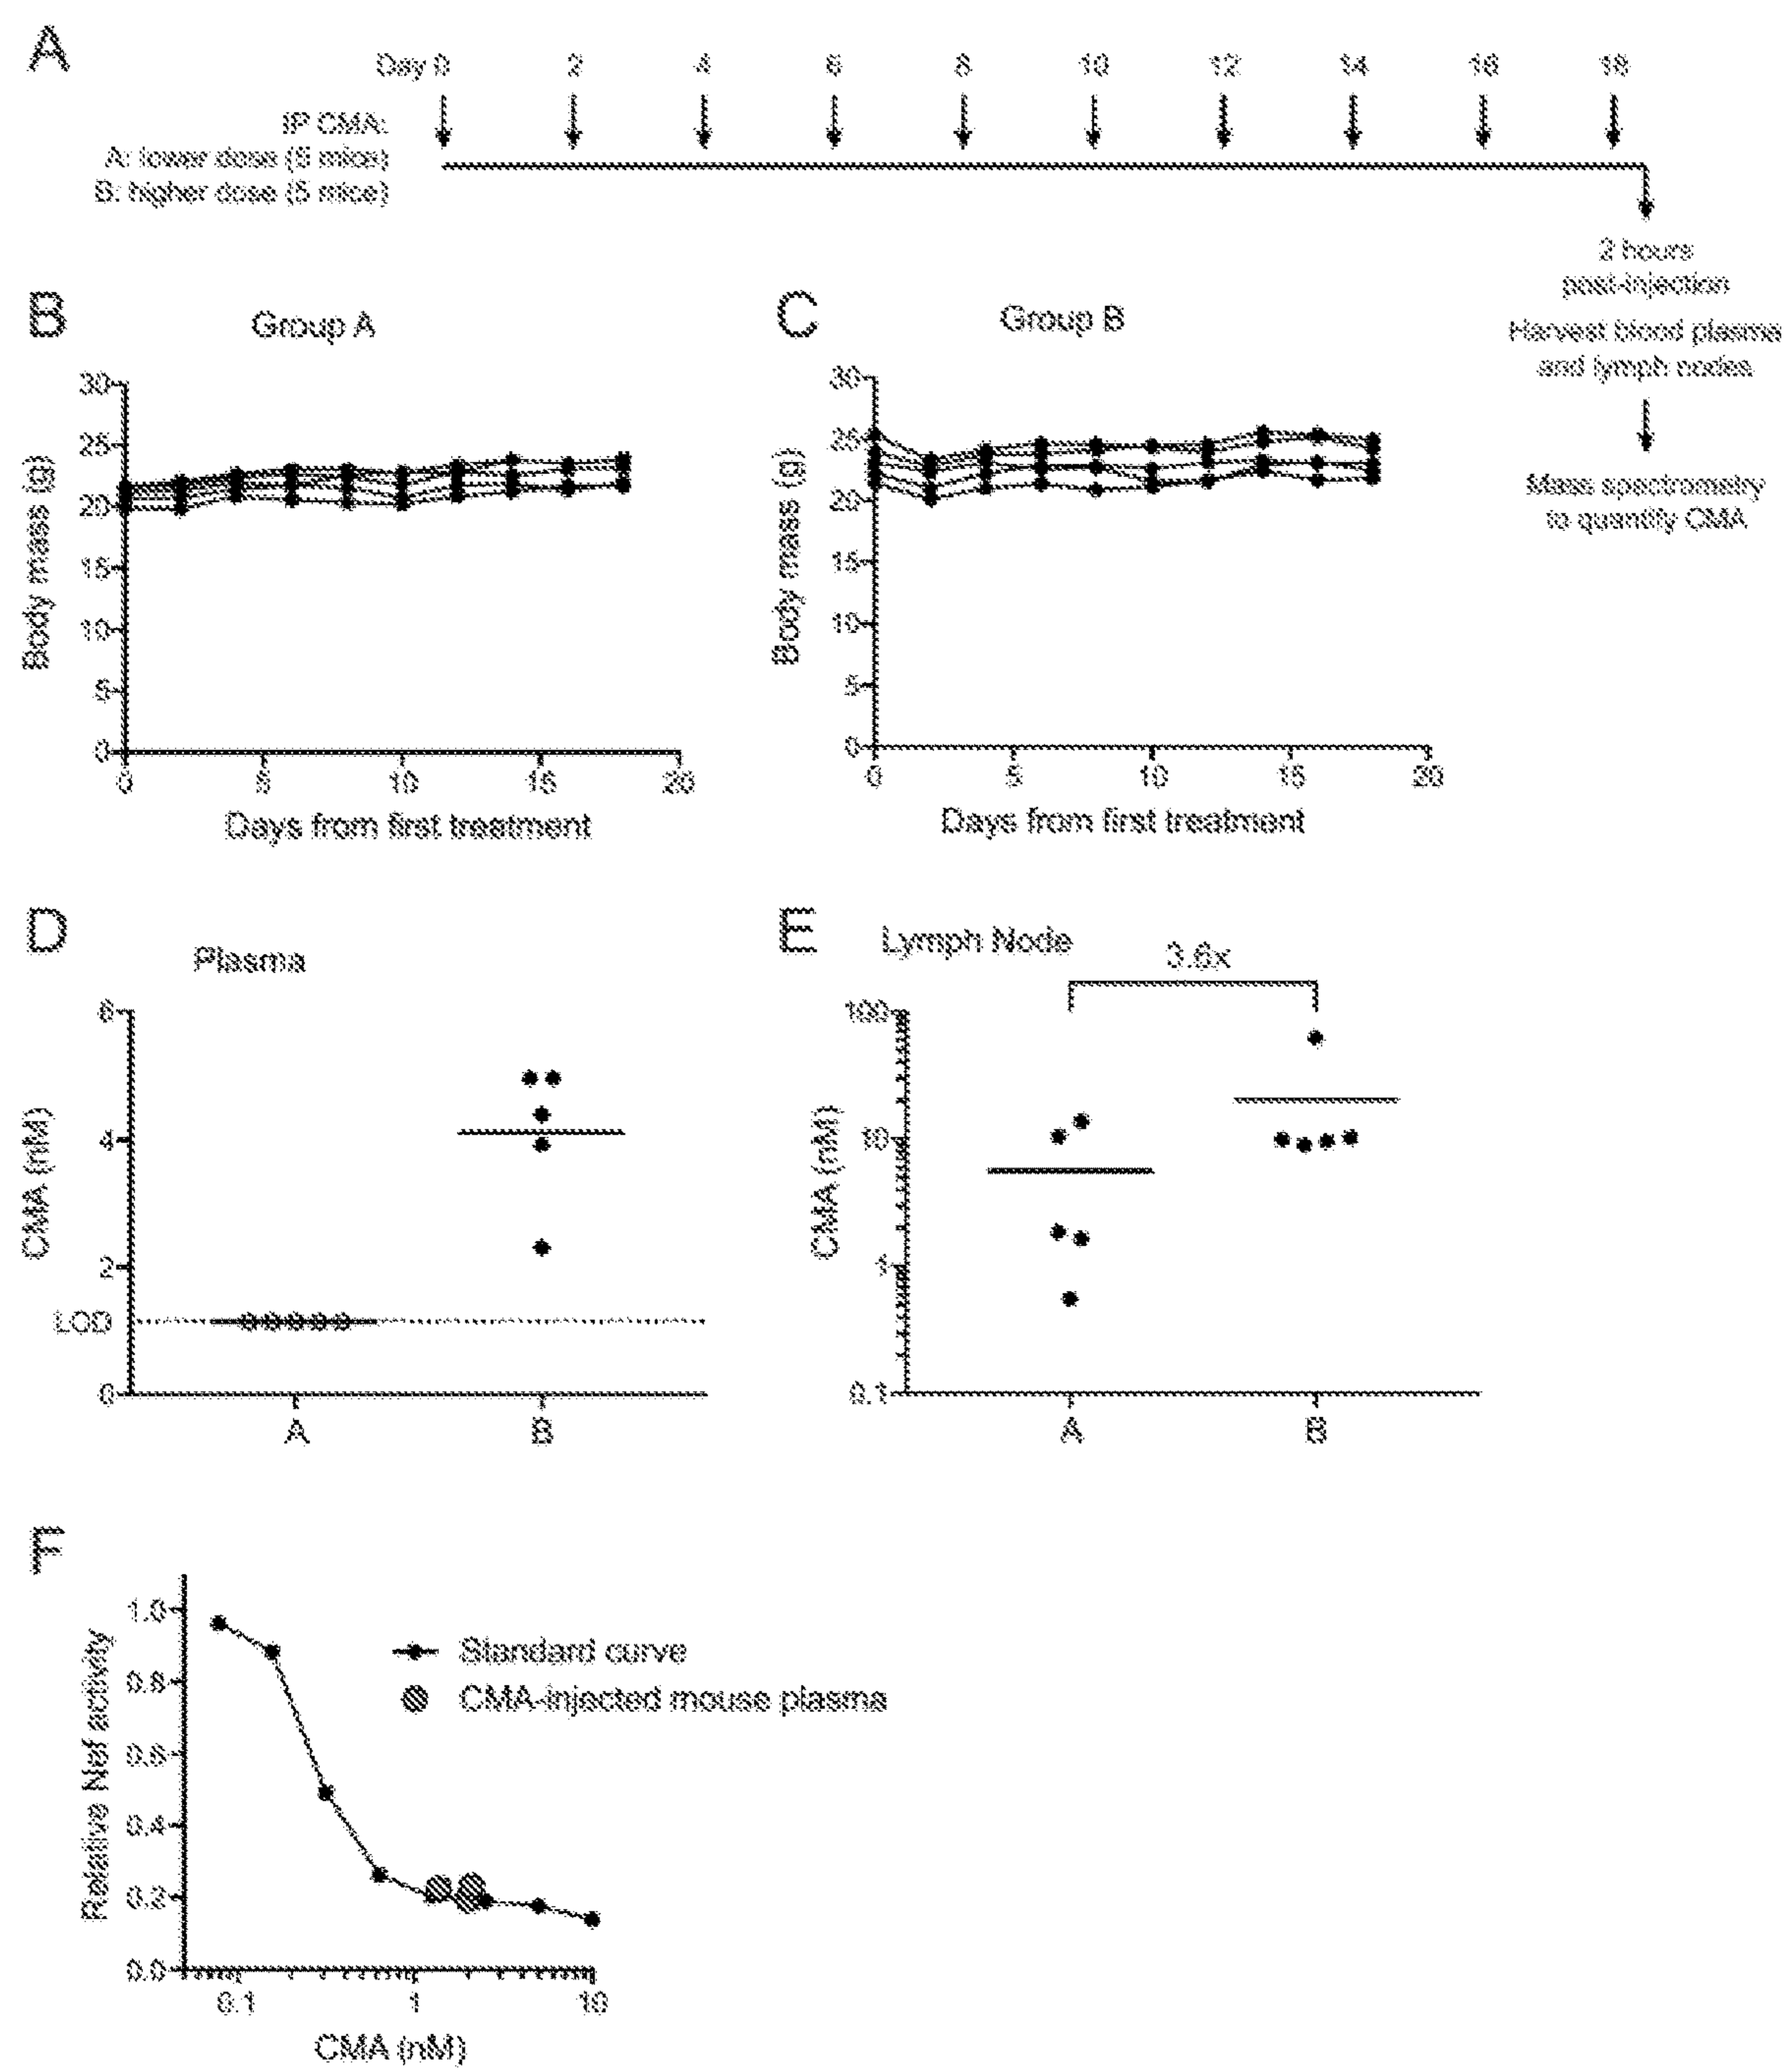 A
Day 0 2 4 6 8 10 12 14 16 18
IP CMA:
A: lower dose (5 mice)
B: higher dose (5 mice)
2 hours
post-injection
Harvest blood plasma
and lymph nodes
Mass spectrometry
to quantify CMA
B
Group A
Body mass (g)
30
25
20
15
10
5
0
0 5 10 15 20
Days from first treatment
C
Group B
Body mass (g)
30
25
20
15
10
5
0
0 5 10 15 20
Days from first treatment
D
Plasma
CMA (nM)
6
4
2
LOD
0
A B
E
Lymph Node
3.6x
CMA (nM)
100
10
1
0.1
A B
F
Relative Nef activity
1.0
0.8
0.6
0.4
0.2
0.0
0.1 1 10
CMA (nM)
Standard curve
CMA-injected mouse plasma